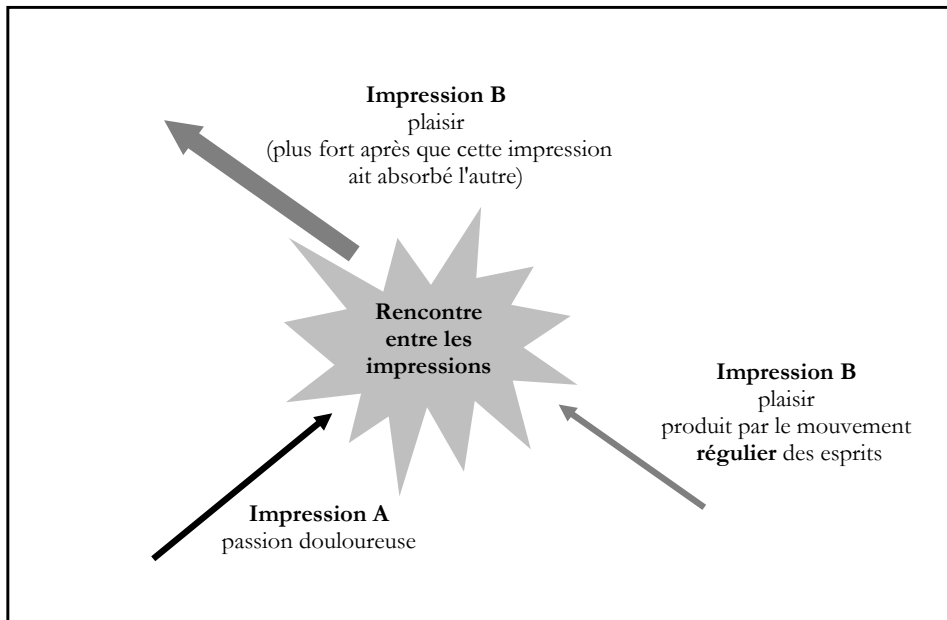 Impression B
plaisir
(plus fort après que cette impression
ait absorbé l'autre)
Rencontre
entre les
impressions
Impression B
plaisir
produit par le mouvement
régulier des esprits
Impression A
passion douloureuse